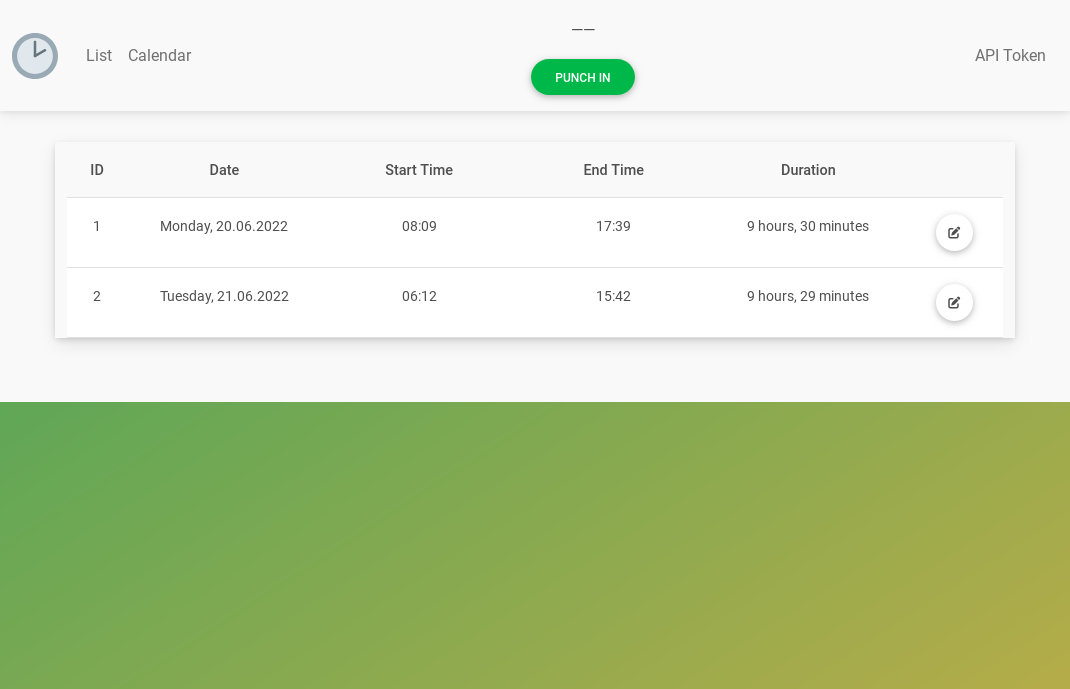 List Calendar
——
PUNCH IN
API Token
ID Date Start Time End Time Duration
1 Monday, 20.06.2022 08:09 17:39 9 hours, 30 minutes
2 Tuesday, 21.06.2022 06:12 15:42 9 hours, 29 minutes